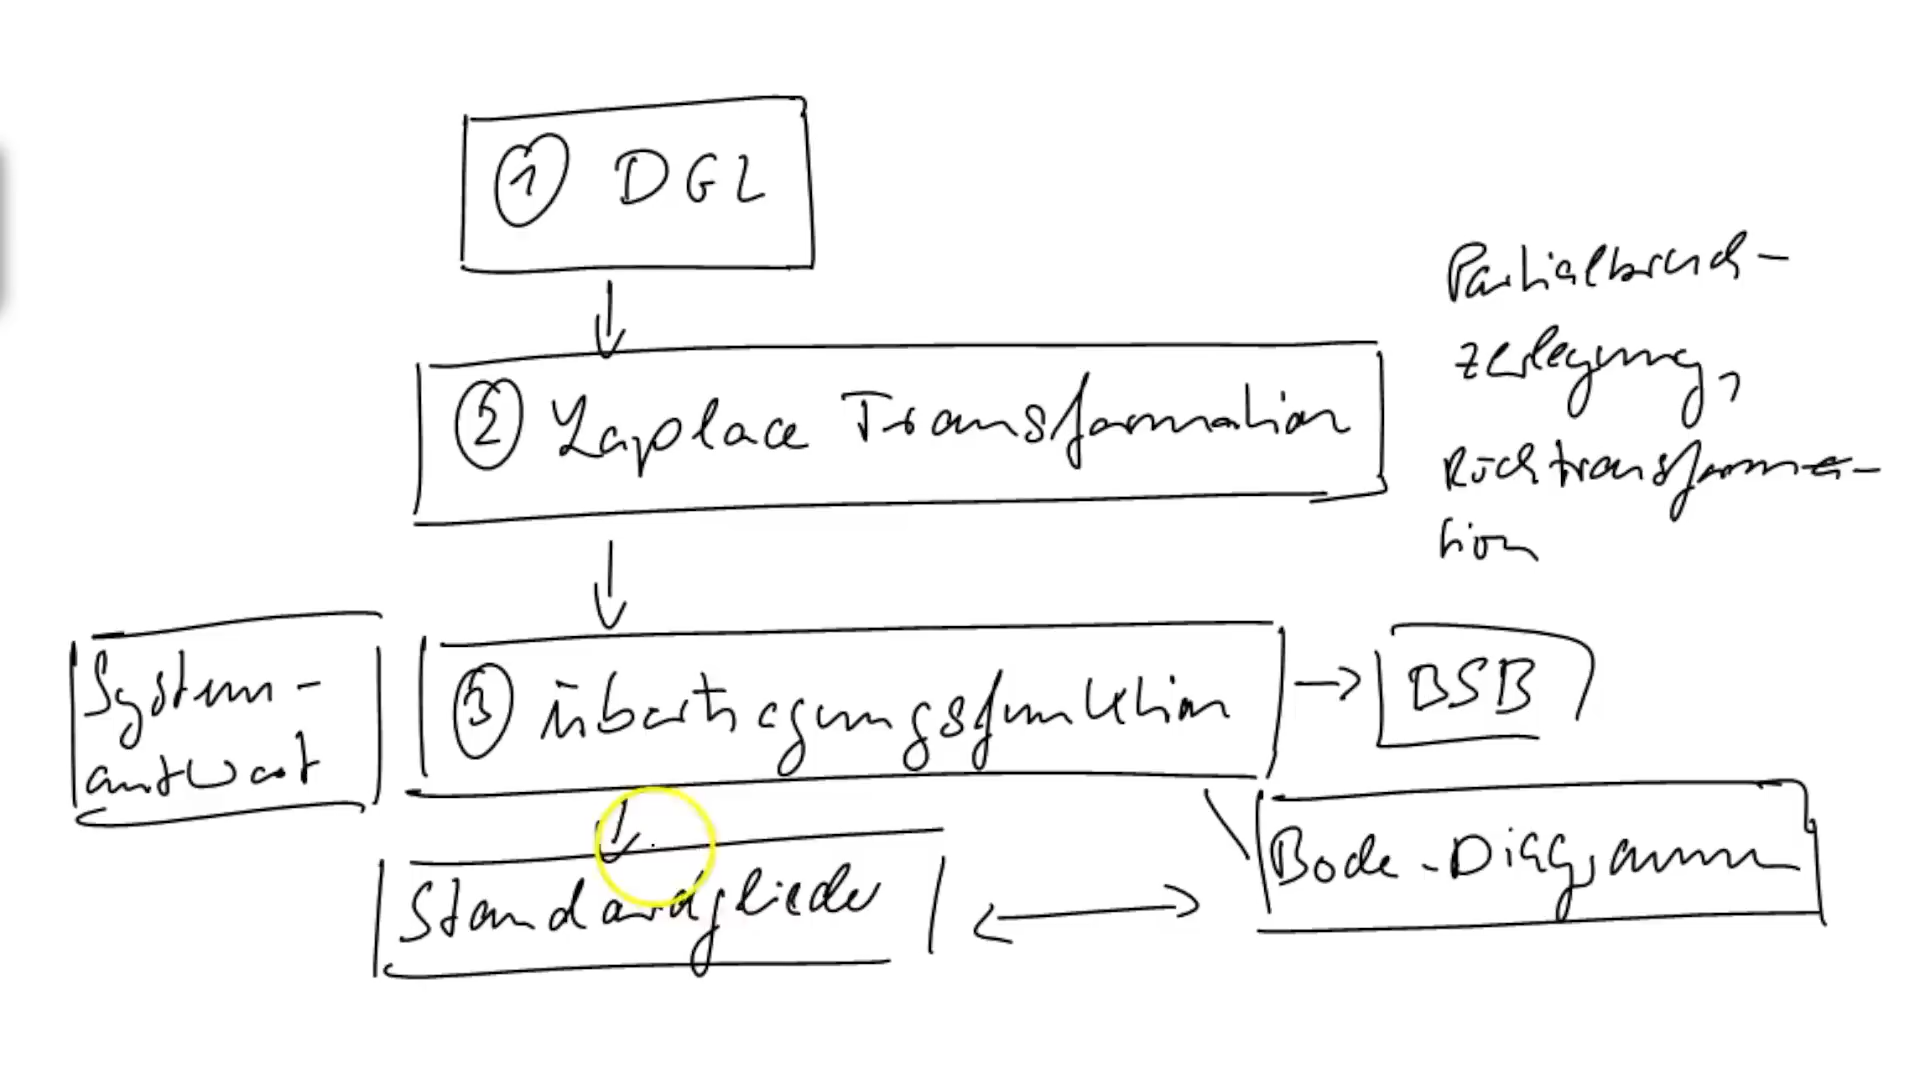 ① DGL
Partialbruch-
zerlegung,
② Laplace Transformation
Rücktransforma-
tion
System-
antwort
③ übertragungsfunktion
BSB
Bode-Diagramm
Standardglieder